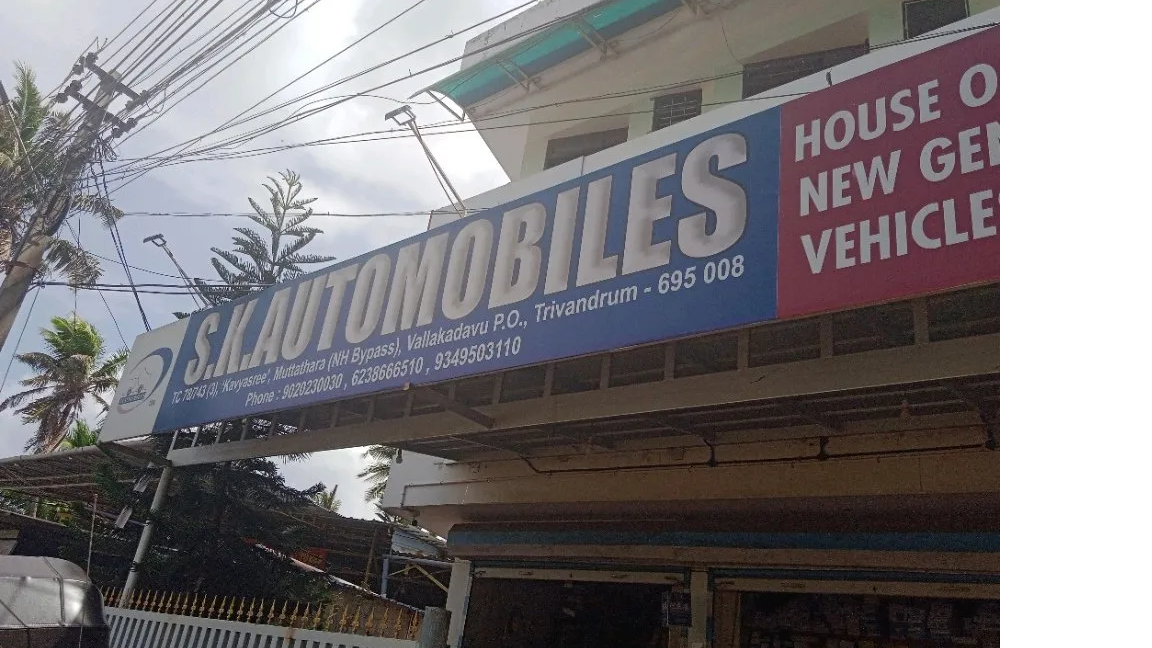 S.K.AUTOMOBILES
TC 78/743 (3), 'Kavyasree', Muttathara (NH Bypass), Vallakadavu P.O., Trivandrum - 695 008
Phone : 9020230030 , 6238666510 , 9349503110
HOUSE O
NEW GEN
VEHICLE